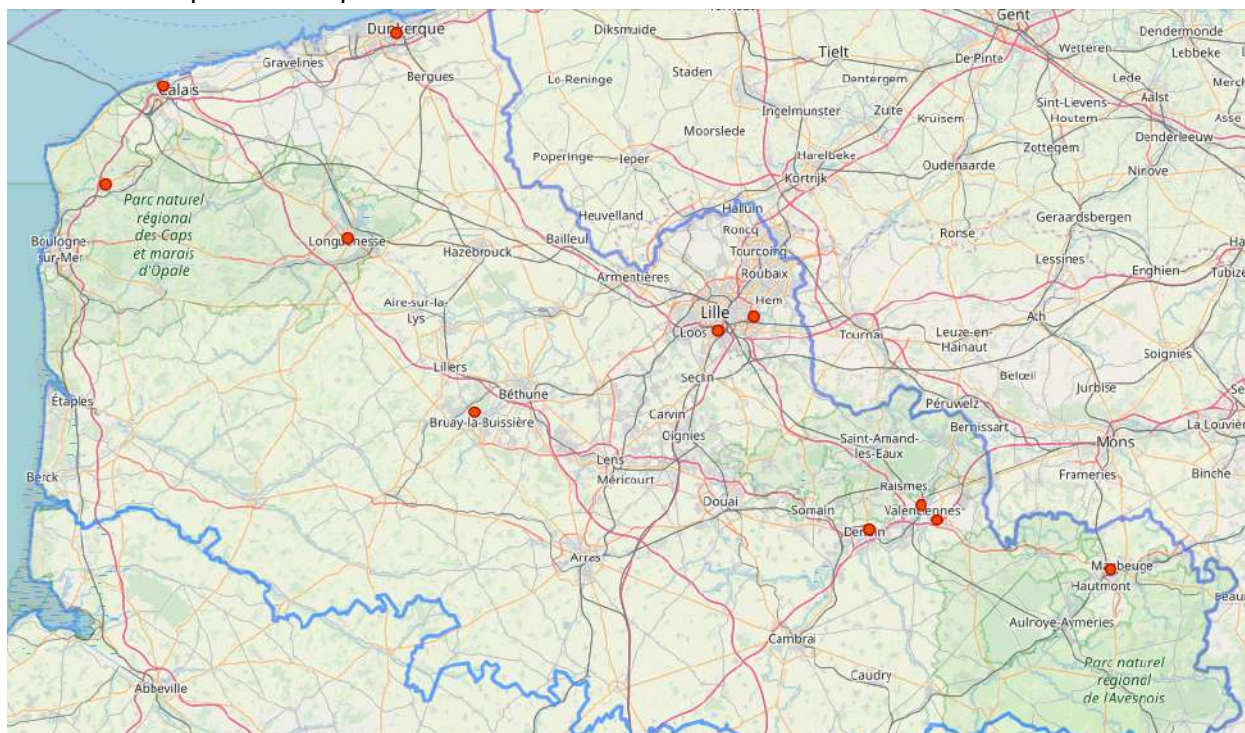 Gent
Dendermonde
Diksmuide
Dunkerque
Wetteren
Lebbeke
Tielt
De Pinte
Gravelines
Staden
Lede
Bergues
Lo-Reninge
Dentergem
Calais
Aalst
Ingelmunster
Zulte
Sint-Lievens-
Houtem
Asse
Kruisem
Moorslede
Denderleeuw
Zottegem
Poperinge
Ieper
Harelbeke
Oudenaarde
Ninove
Kortrijk
Parc naturel
régional
des Caps
et marais
d'Opale
Heuvelland
Halluin
Geraardsbergen
Roncq
Ronse
Boulogne-
sur-Mer
Longuenesse
Hazebrouck
Bailleul
Tourcoing
Lessines
Enghien
Armentières
Roubaix
Aire-sur-la-
Lys
Hem
Lille
Ath
Loos
Tournai
Leuze-en-
Hainaut
Soignies
Lillers
Seclin
Belœil
Jurbise
Béthune
Étaples
Péruwelz
Carvin
Bruay-la-Buissière
Bernissart
La Louvière
Oignies
Saint-Amand-
les-Eaux
Mons
Lens
Berck
Méricourt
Frameries
Binche
Raismes
Douai
Somain
Valenciennes
Denain
Arras
Maubeuge
Hautmont
Aulnoye-Aymeries
Cambrai
Caudry
Parc naturel
régional
de l'Avesnois
Abbeville